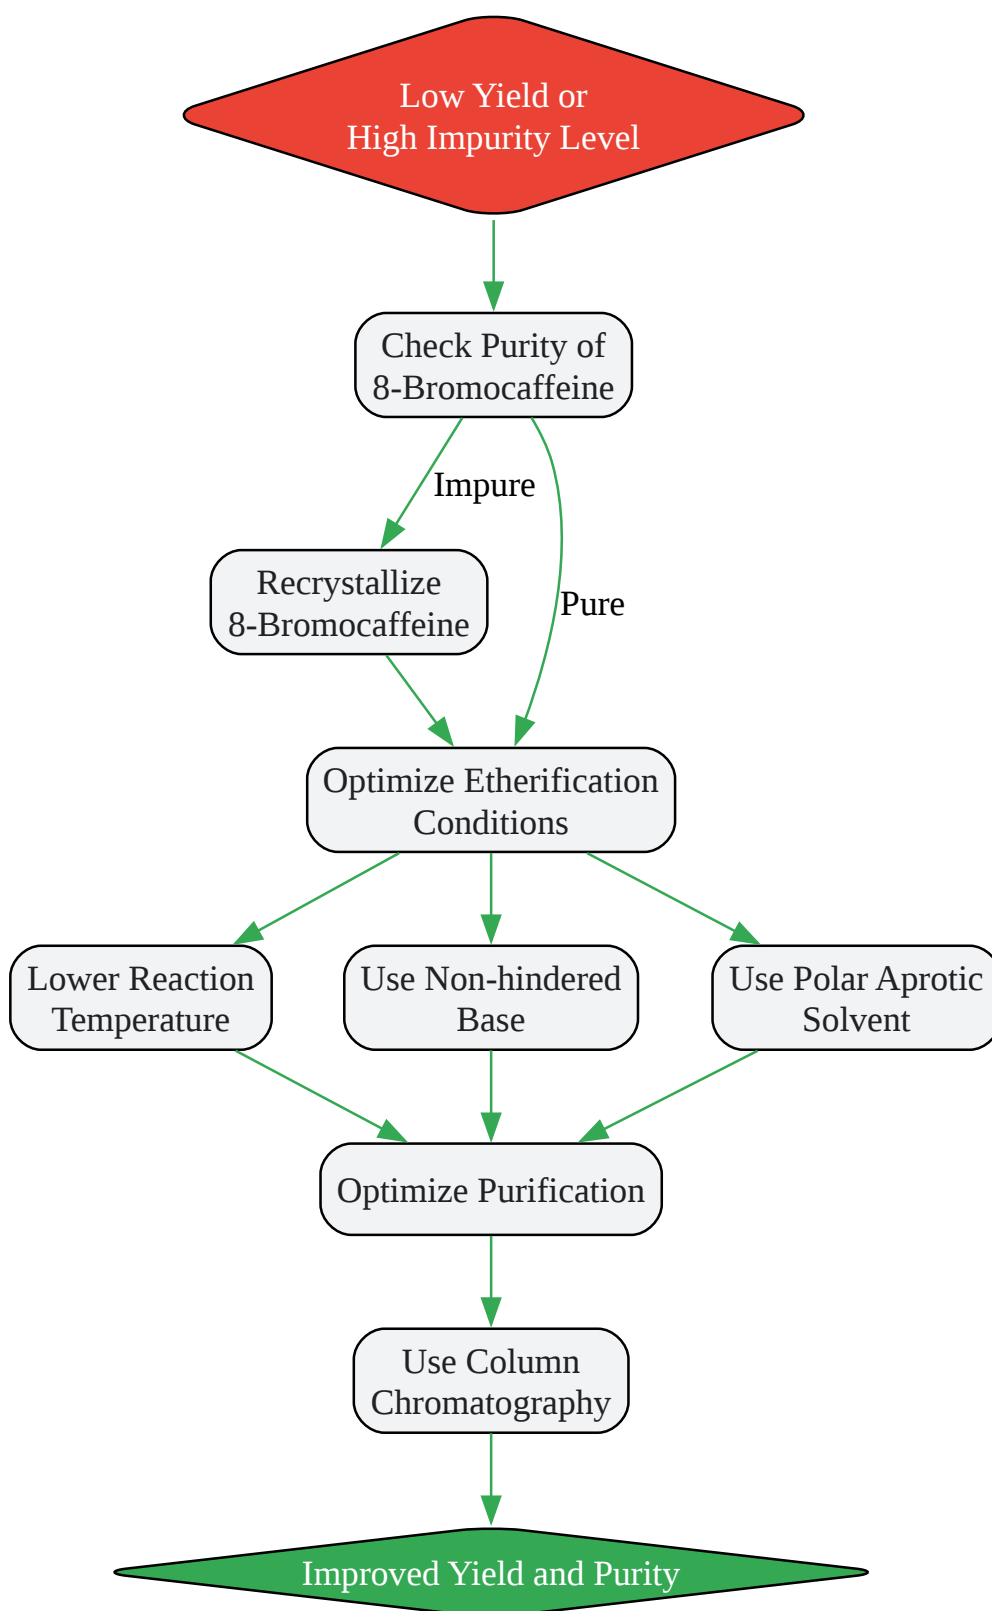 Low Yield or
High Impurity Level
Check Purity of
8-Bromocaffeine
Impure
Recrystallize
8-Bromocaffeine
Pure
Optimize Etherification
Conditions
Lower Reaction
Temperature
Use Non-hindered
Base
Use Polar Aprotic
Solvent
Optimize Purification
Use Column
Chromatography
Improved Yield and Purity